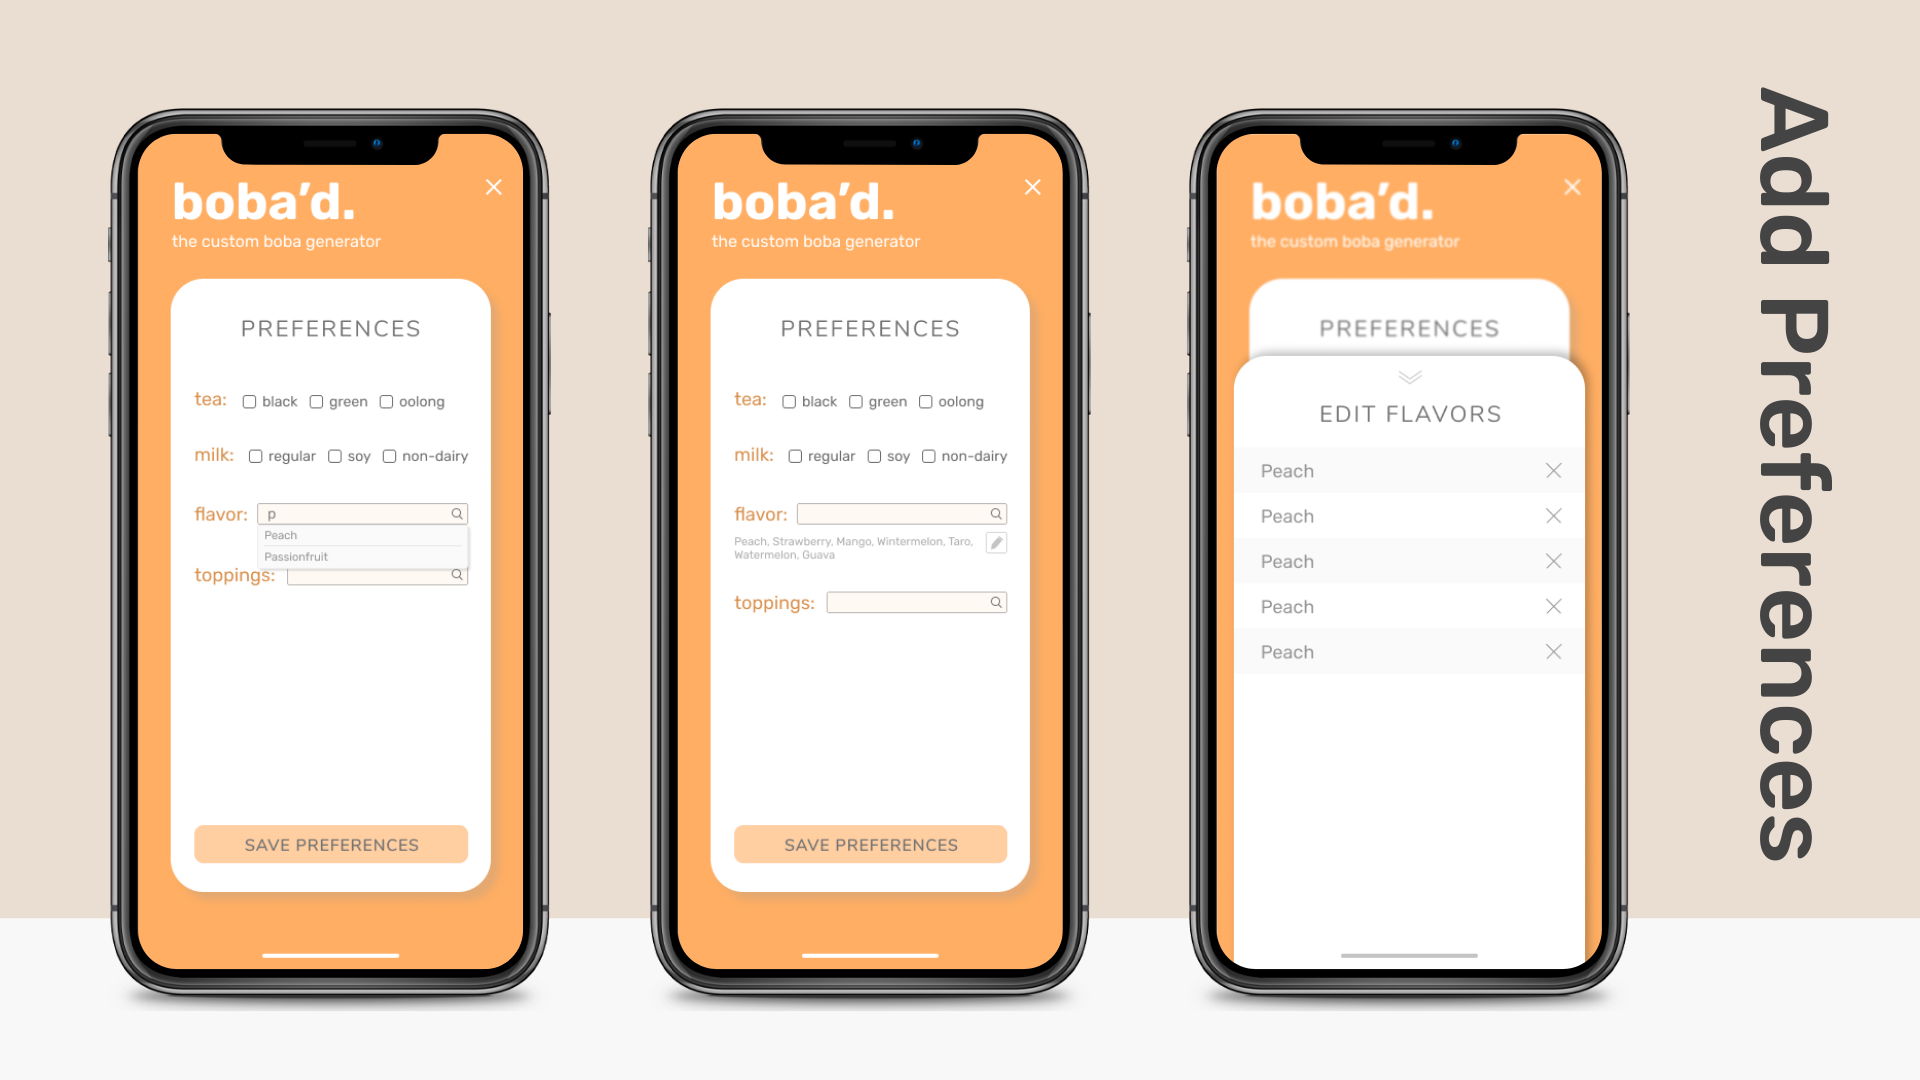 boba’d.
the custom boba generator
PREFERENCES
tea: black green oolong
milk: regular soy non-dairy
flavor: p
Peach
Passionfruit
toppings:
SAVE PREFERENCES
boba’d.
the custom boba generator
PREFERENCES
tea: black green oolong
milk: regular soy non-dairy
flavor:
Peach, Strawberry, Mango, Wintermelon, Taro,
Watermelon, Guava
toppings:
SAVE PREFERENCES
boba’d.
the custom boba generator
PREFERENCES
EDIT FLAVORS
Peach
Peach
Peach
Peach
Peach
Add Preferences